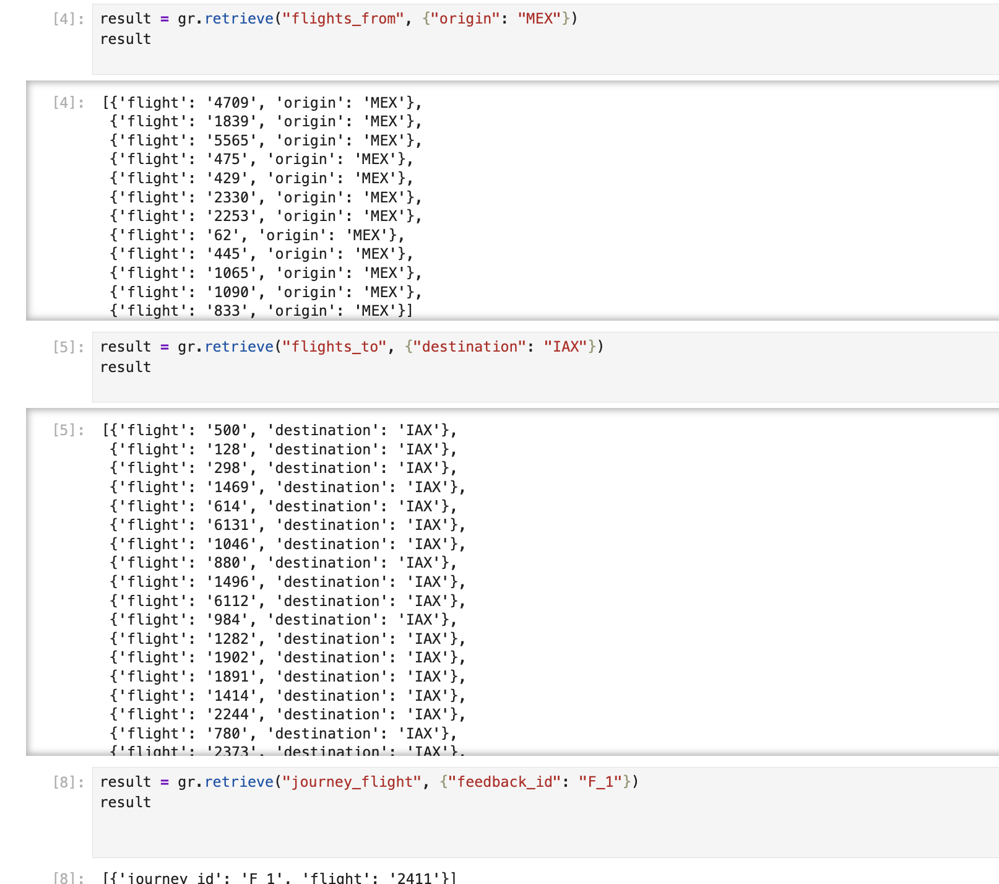 [4]: result = gr.retrieve("flights_from", {"origin": "MEX"})
result
[4]: [{'flight': '4709', 'origin': 'MEX'},
{'flight': '1839', 'origin': 'MEX'},
{'flight': '5565', 'origin': 'MEX'},
{'flight': '475', 'origin': 'MEX'},
{'flight': '429', 'origin': 'MEX'},
{'flight': '2330', 'origin': 'MEX'},
{'flight': '2253', 'origin': 'MEX'},
{'flight': '62', 'origin': 'MEX'},
{'flight': '445', 'origin': 'MEX'},
{'flight': '1065', 'origin': 'MEX'},
{'flight': '1090', 'origin': 'MEX'},
{'flight': '833', 'origin': 'MEX'}]
[5]: result = gr.retrieve("flights_to", {"destination": "IAX"})
result
[5]: [{'flight': '500', 'destination': 'IAX'},
{'flight': '128', 'destination': 'IAX'},
{'flight': '298', 'destination': 'IAX'},
{'flight': '1469', 'destination': 'IAX'},
{'flight': '614', 'destination': 'IAX'},
{'flight': '6131', 'destination': 'IAX'},
{'flight': '1046', 'destination': 'IAX'},
{'flight': '880', 'destination': 'IAX'},
{'flight': '1496', 'destination': 'IAX'},
{'flight': '6112', 'destination': 'IAX'},
{'flight': '984', 'destination': 'IAX'},
{'flight': '1282', 'destination': 'IAX'},
{'flight': '1902', 'destination': 'IAX'},
{'flight': '1891', 'destination': 'IAX'},
{'flight': '1414', 'destination': 'IAX'},
{'flight': '2244', 'destination': 'IAX'},
{'flight': '780', 'destination': 'IAX'},
{'flight': '2373', 'destination': 'IAX'},
[8]: result = gr.retrieve("journey_flight", {"feedback_id": "F_1"})
result
[8]: [{'journey_id': 'F_1', 'flight': '2411'}]